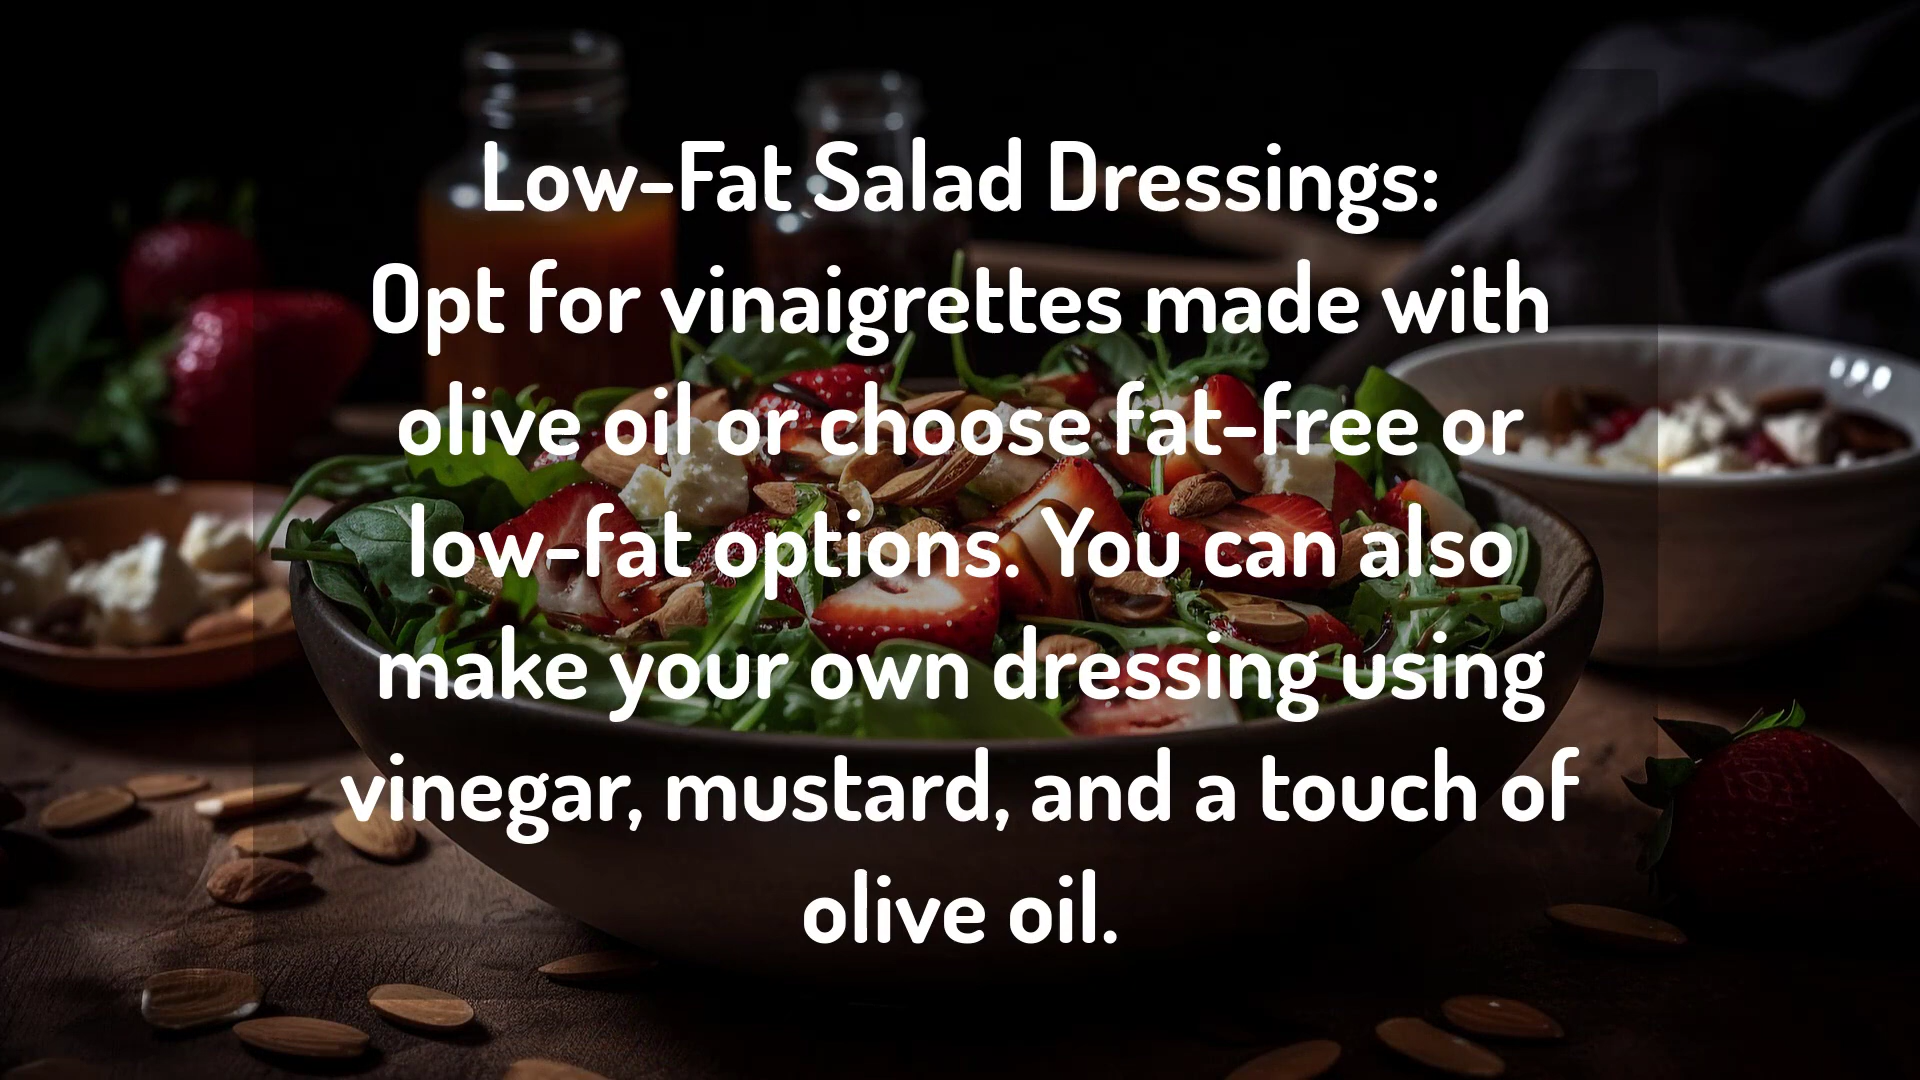 Low-Fat Salad Dressings:
Opt for vinaigrettes made with
olive oil or choose fat-free or
low-fat options. You can also
make your own dressing using
vinegar, mustard, and a touch of
olive oil.